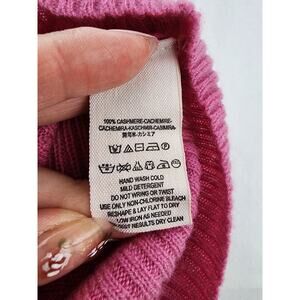 100% CASHMERE-CACHEMIRE-
CACHEMIRA-KASCHMIR-CASIMIRA-
HAND WASH COLD
MILD DETERGENT
DO NOT WRING OR TWIST
USE ONLY NON-CHLORINE BLEACH
RESHAPE & LAY FLAT TO DRY
LOW IRON AS NEEDED
BEST RESULTS DRY CLEAN